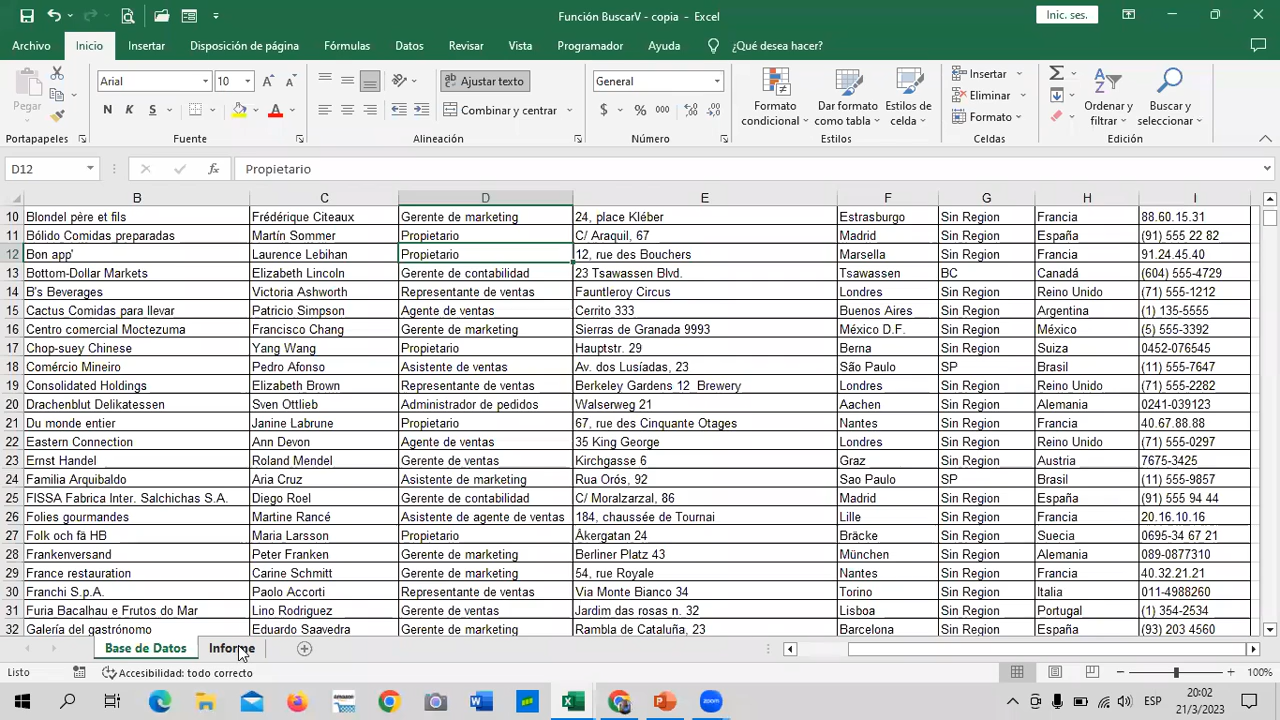 Función BuscarV - copia - Excel
Inic. ses.
Archivo Inicio Insertar Disposición de página Fórmulas Datos Revisar Vista Programador Ayuda ¿Qué desea hacer?
Arial 10 Ajustar texto General Insertar
Pegar N K S Combinar y centrar $ % 000 Formato condicional Dar formato como tabla Estilos de celda Eliminar Formato Ordenar y filtrar Buscar y seleccionar
Portapapeles Fuente Alineación Número Estilos Celdas Edición
D12 fx Propietario
B C D E F G H I
10 Blondel père et fils Frédérique Citeaux Gerente de marketing 24, place Kléber Estrasburgo Sin Region Francia 88.60.15.31
11 Bólido Comidas preparadas Martín Sommer Propietario C/ Araquil, 67 Madrid Sin Region España (91) 555 22 82
12 Bon app' Laurence Lebihan Propietario 12, rue des Bouchers Marsella Sin Region Francia 91.24.45.40
13 Bottom-Dollar Markets Elizabeth Lincoln Gerente de contabilidad 23 Tsawassen Blvd. Tsawassen BC Canadá (604) 555-4729
14 B's Beverages Victoria Ashworth Representante de ventas Fauntleroy Circus Londres Sin Region Reino Unido (71) 555-1212
15 Cactus Comidas para llevar Patricio Simpson Agente de ventas Cerrito 333 Buenos Aires Sin Region Argentina (1) 135-5555
16 Centro comercial Moctezuma Francisco Chang Gerente de marketing Sierras de Granada 9993 México D.F. Sin Region México (5) 555-3392
17 Chop-suey Chinese Yang Wang Propietario Hauptstr. 29 Berna Sin Region Suiza 0452-076545
18 Comércio Mineiro Pedro Afonso Asistente de ventas Av. dos Lusíadas, 23 São Paulo SP Brasil (11) 555-7647
19 Consolidated Holdings Elizabeth Brown Representante de ventas Berkeley Gardens 12 Brewery Londres Sin Region Reino Unido (71) 555-2282
20 Drachenblut Delikatessen Sven Ottlieb Administrador de pedidos Walserweg 21 Aachen Sin Region Alemania 0241-039123
21 Du monde entier Janine Labrune Propietario 67, rue des Cinquante Otages Nantes Sin Region Francia 40.67.88.88
22 Eastern Connection Ann Devon Agente de ventas 35 King George Londres Sin Region Reino Unido (71) 555-0297
23 Ernst Handel Roland Mendel Gerente de ventas Kirchgasse 6 Graz Sin Region Austria 7675-3425
24 Familia Arquibaldo Aria Cruz Asistente de marketing Rua Orós, 92 Sao Paulo SP Brasil (11) 555-9857
25 FISSA Fabrica Inter. Salchichas S.A. Diego Roel Gerente de contabilidad C/ Moralzarzal, 86 Madrid Sin Region España (91) 555 94 44
26 Folies gourmandes Martine Rancé Asistente de agente de ventas 184, chaussée de Tournai Lille Sin Region Francia 20.16.10.16
27 Folk och fä HB Maria Larsson Propietario Åkergatan 24 Bräcke Sin Region Suecia 0695-34 67 21
28 Frankenversand Peter Franken Gerente de marketing Berliner Platz 43 München Sin Region Alemania 089-0877310
29 France restauration Carine Schmitt Gerente de marketing 54, rue Royale Nantes Sin Region Francia 40.32.21.21
30 Franchi S.p.A. Paolo Accorti Representante de ventas Via Monte Bianco 34 Torino Sin Region Italia 011-4988260
31 Furia Bacalhau e Frutos do Mar Lino Rodriguez Gerente de ventas Jardim das rosas n. 32 Lisboa Sin Region Portugal (1) 354-2534
32 Galería del gastrónomo Eduardo Saavedra Gerente de marketing Rambla de Cataluña, 23 Barcelona Sin Region España (93) 203 4560
Base de Datos Informe
Listo Accesibilidad: todo correcto 100%
ESP 20:02
21/3/2023